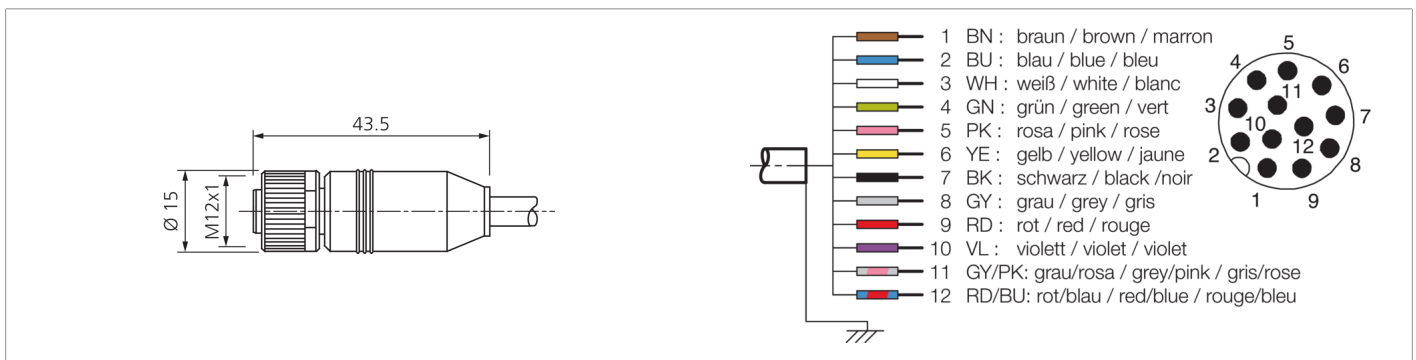 43.5
Ø 15
M12x1
1 BN : braun / brown / marron
2 BU : blau / blue / bleu
3 WH : weiß / white / blanc
4 GN : grün / green / vert
5 PK : rosa / pink / rose
6 YE : gelb / yellow / jaune
7 BK : schwarz / black /noir
8 GY : grau / grey / gris
9 RD : rot / red / rouge
10 VL : violett / violet / violet
11 GY/PK: grau/rosa / grey/pink / gris/rose
12 RD/BU: rot/blau / red/blue / rouge/bleu
5
4
6
11
3
7
10
12
2
8
1
9